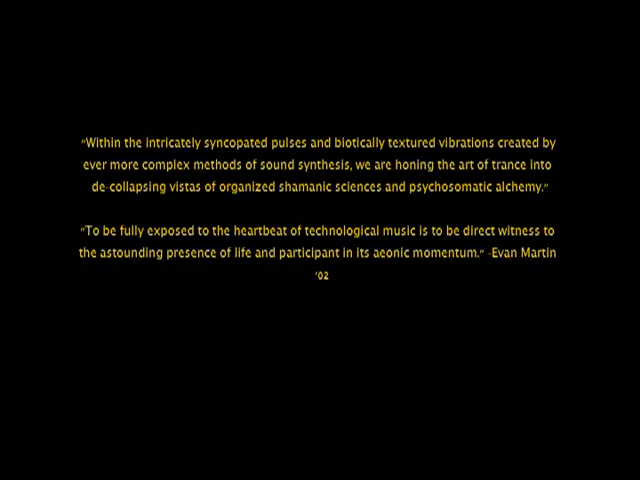 "Within the intricately syncopated pulses and biotically textured vibrations created by
ever more complex methods of sound synthesis, we are honing the art of trance into
de-collapsing vistas of organized shamanic sciences and psychosomatic alchemy."
"To be fully exposed to the heartbeat of technological music is to be direct witness to
the astounding presence of life and participant in its aeonic momentum." -Evan Martin
'02